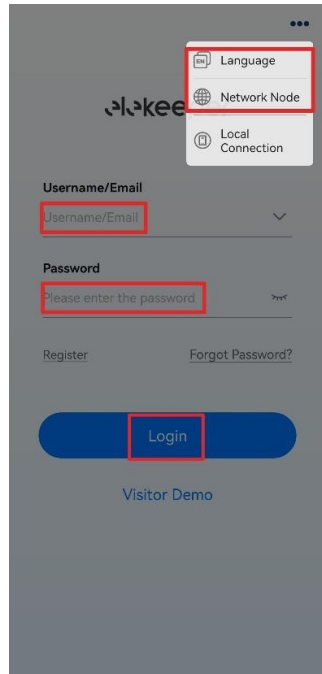 EN
Language
Network Node
Local
Connection
Username/Email
Username/Email
Password
Please enter the password
Register
Forgot Password?
Login
Visitor Demo